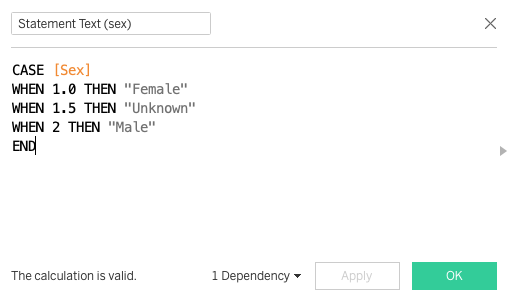 Statement Text (sex)
CASE [Sex]
WHEN 1.0 THEN "Female"
WHEN 1.5 THEN "Unknown"
WHEN 2 THEN "Male"
END
The calculation is valid.
1 Dependency
Apply
OK